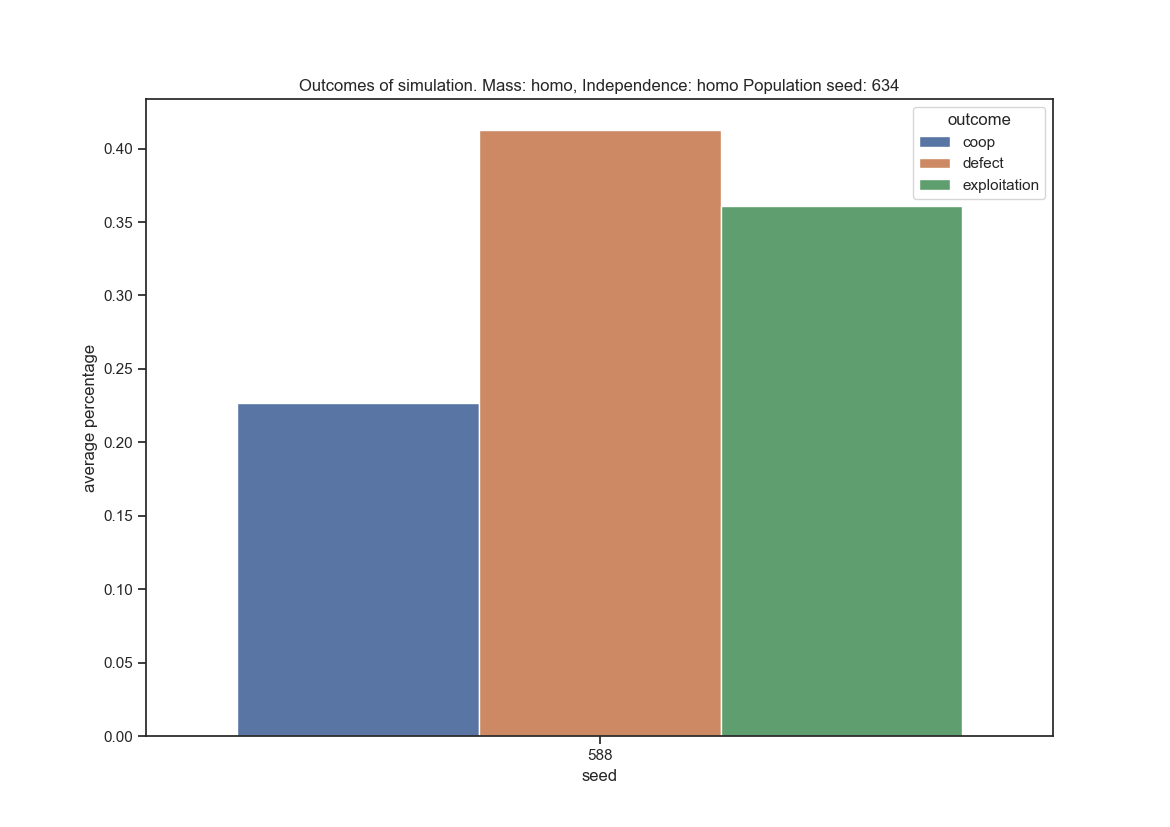 Outcomes of simulation. Mass: homo, Independence: homo Population seed: 634
outcome
coop
defect
exploitation
0.40
0.35
0.30
0.25
0.20
0.15
0.10
0.05
0.00
average percentage
588
seed